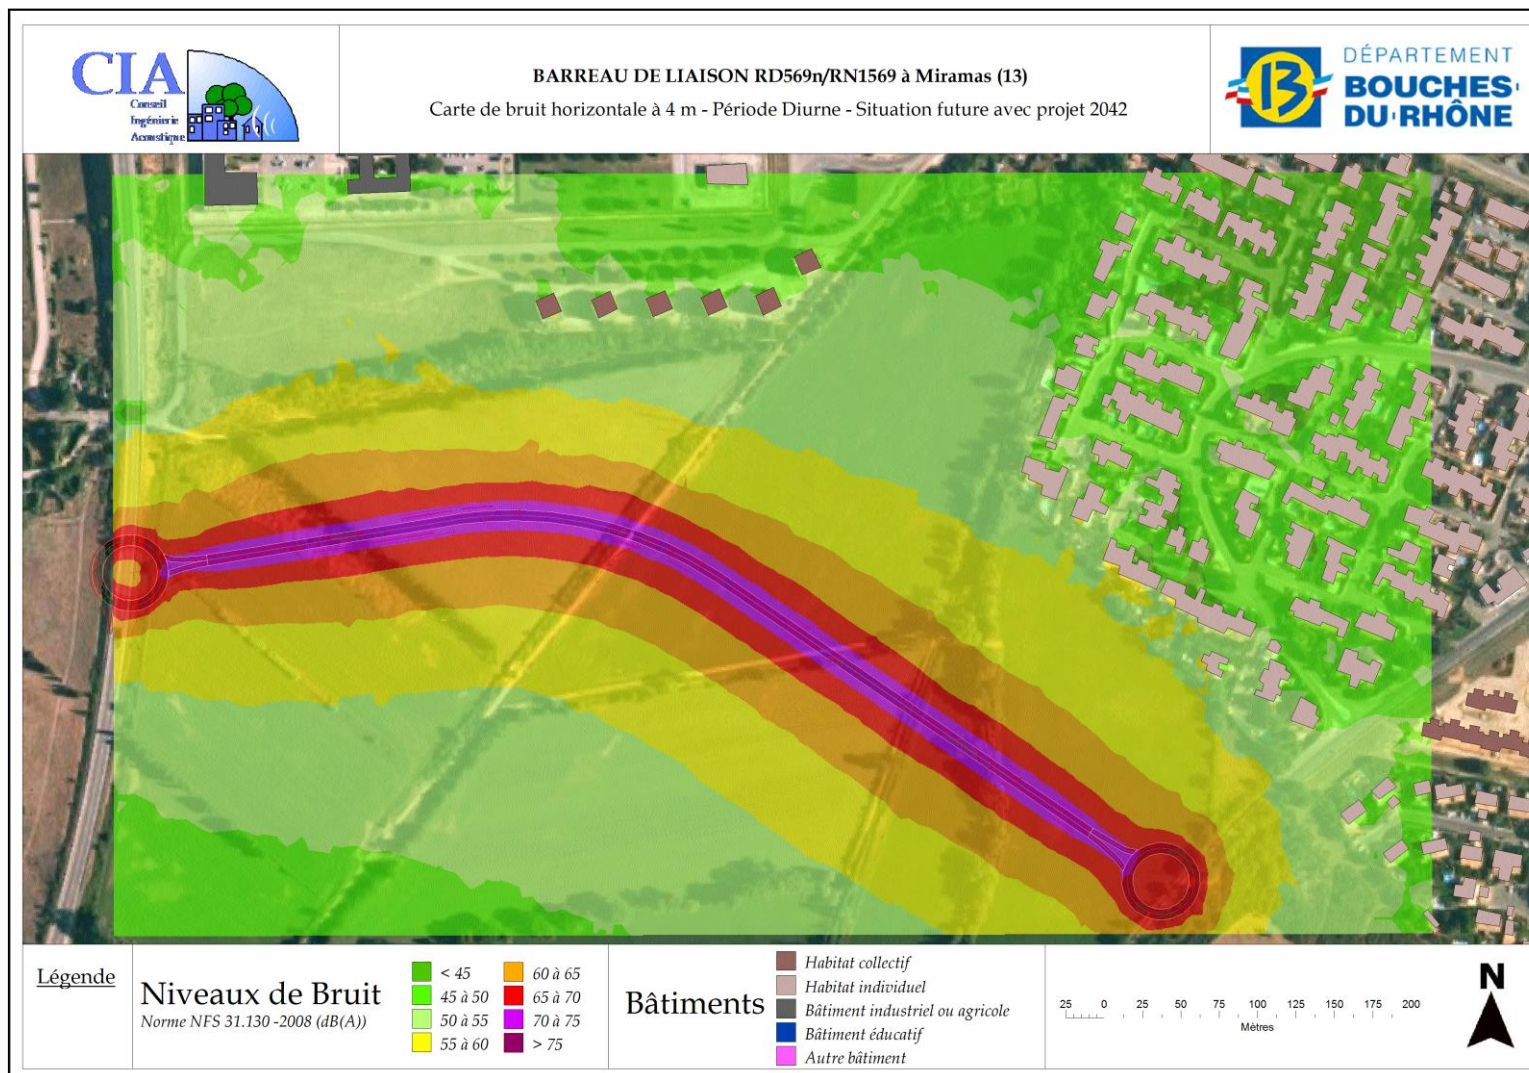 CIA
Conseil
Ingénierie
Acoustique
BARREAU DE LIAISON RD569n/RN1569 à Miramas (13)
Carte de bruit horizontale à 4 m - Période Diurne - Situation future avec projet 2042
13
DÉPARTEMENT
BOUCHES·
DU·RHÔNE
Légende
Niveaux de Bruit
Norme NFS 31.130 -2008 (dB(A))
< 45
45 à 50
50 à 55
55 à 60
60 à 65
65 à 70
70 à 75
> 75
Bâtiments
Habitat collectif
Habitat individuel
Bâtiment industriel ou agricole
Bâtiment éducatif
Autre bâtiment
25 0 25 50 75 100 125 150 175 200
Mètres
N